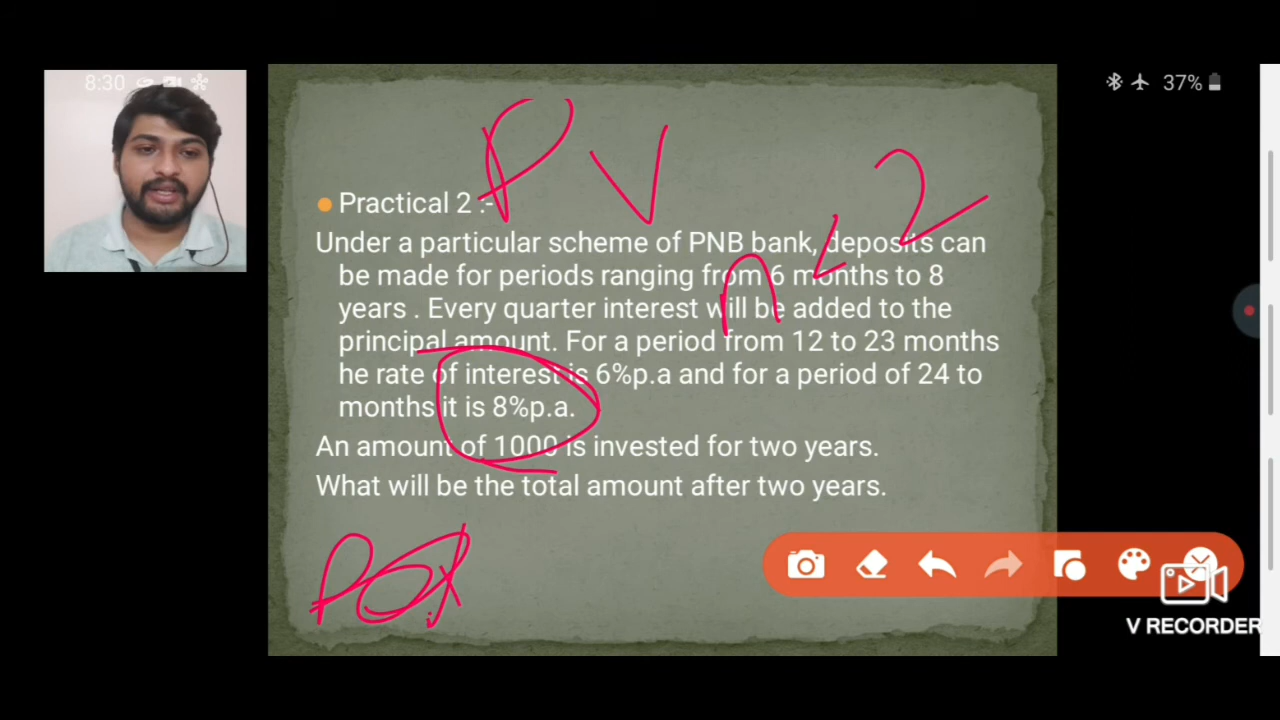 8:30
37%
P V
2
Practical 2 :-
Under a particular scheme of PNB bank, deposits can
be made for periods ranging from 6 months to 8
years . Every quarter interest will be added to the
n
principal amount. For a period from 12 to 23 months
he rate of interest is 6%p.a and for a period of 24 to
months it is 8%p.a.
An amount of 1000 is invested for two years.
What will be the total amount after two years.
V RECORDER